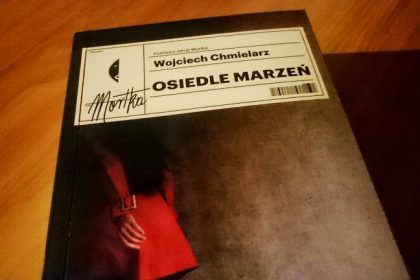 Komisarz Jakub Mortka
Wojciech Chmielarz
OSIEDLE MARZEŃ
Mortka